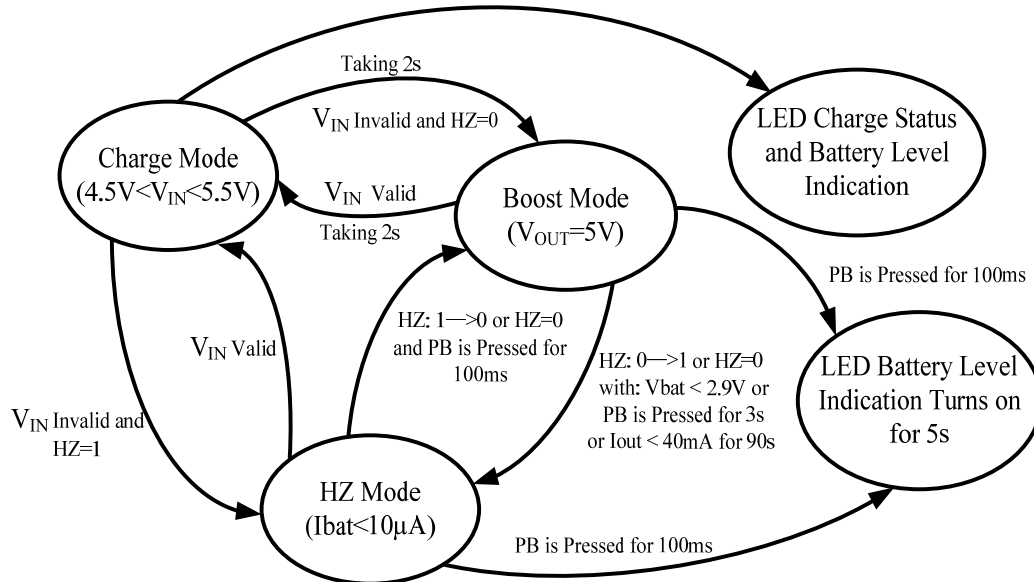 Taking 2s
V_IN Invalid and HZ=0
Charge Mode
(4.5V<V_IN<5.5V)
LED Charge Status
and Battery Level
Indication
V_IN Valid
Taking 2s
Boost Mode
(V_OUT=5V)
PB is Pressed for 100ms
HZ: 1—>0 or HZ=0
and PB is Pressed for
100ms
V_IN Valid
HZ: 0—>1 or HZ=0
with: Vbat < 2.9V or
PB is Pressed for 3s
or Iout < 40mA for 90s
LED Battery Level
Indication Turns on
for 5s
V_IN Invalid and
HZ=1
HZ Mode
(Ibat<10µA)
PB is Pressed for 100ms